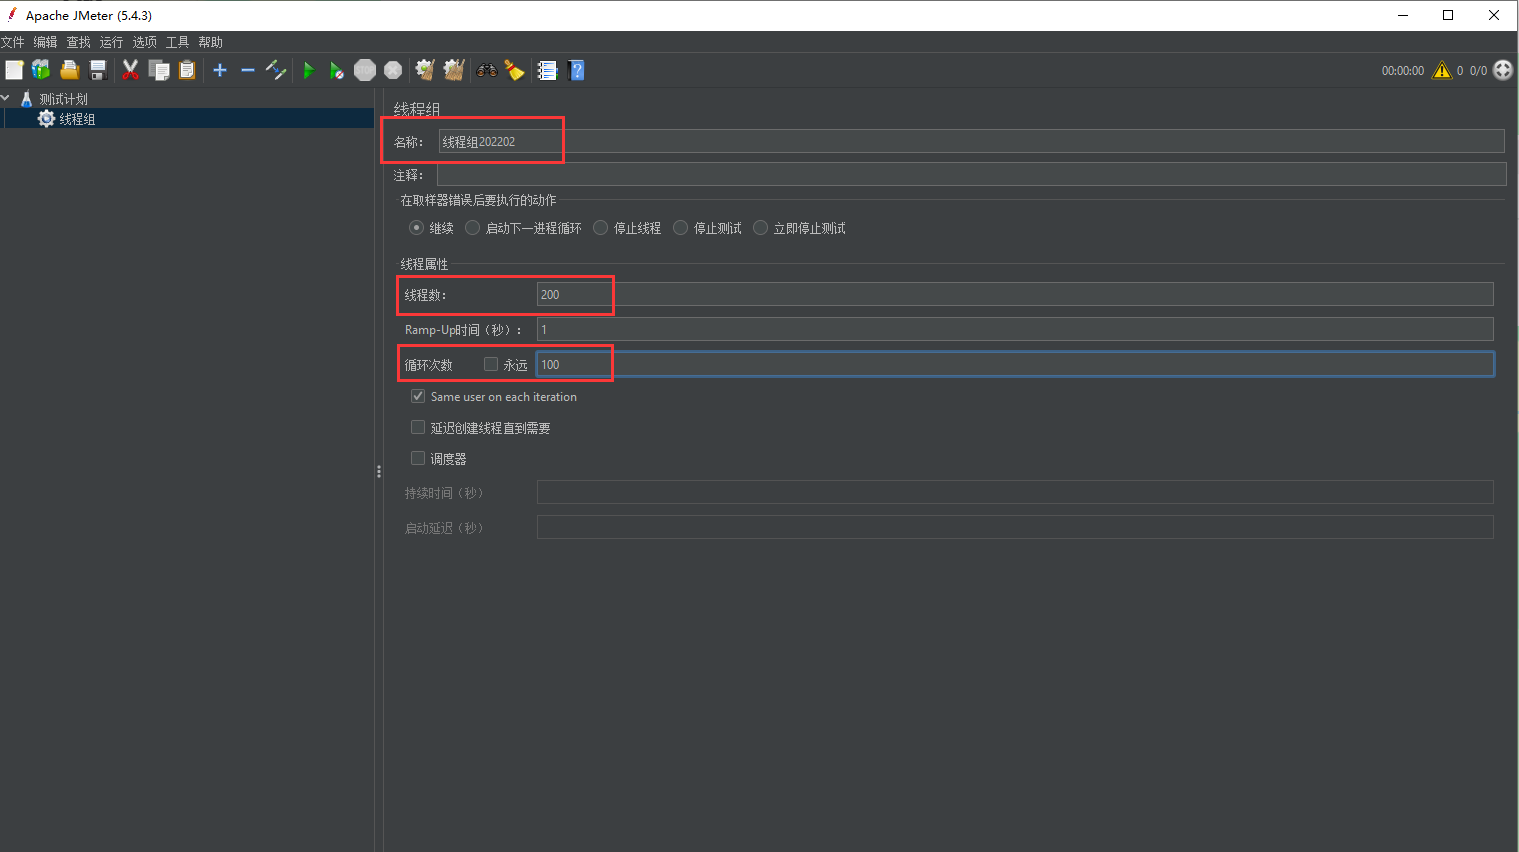 Apache JMeter (5.4.3)
文件 编辑 查找 运行 选项 工具 帮助
STOP
00:00:00 0 0/0
测试计划
线程组
线程组
名称： 线程组202202
注释：
在取样器错误后要执行的动作
继续 启动下一进程循环 停止线程 停止测试 立即停止测试
线程属性
线程数： 200
Ramp-Up时间（秒）： 1
循环次数 永远 100
Same user on each iteration
延迟创建线程直到需要
调度器
持续时间（秒）
启动延迟（秒）